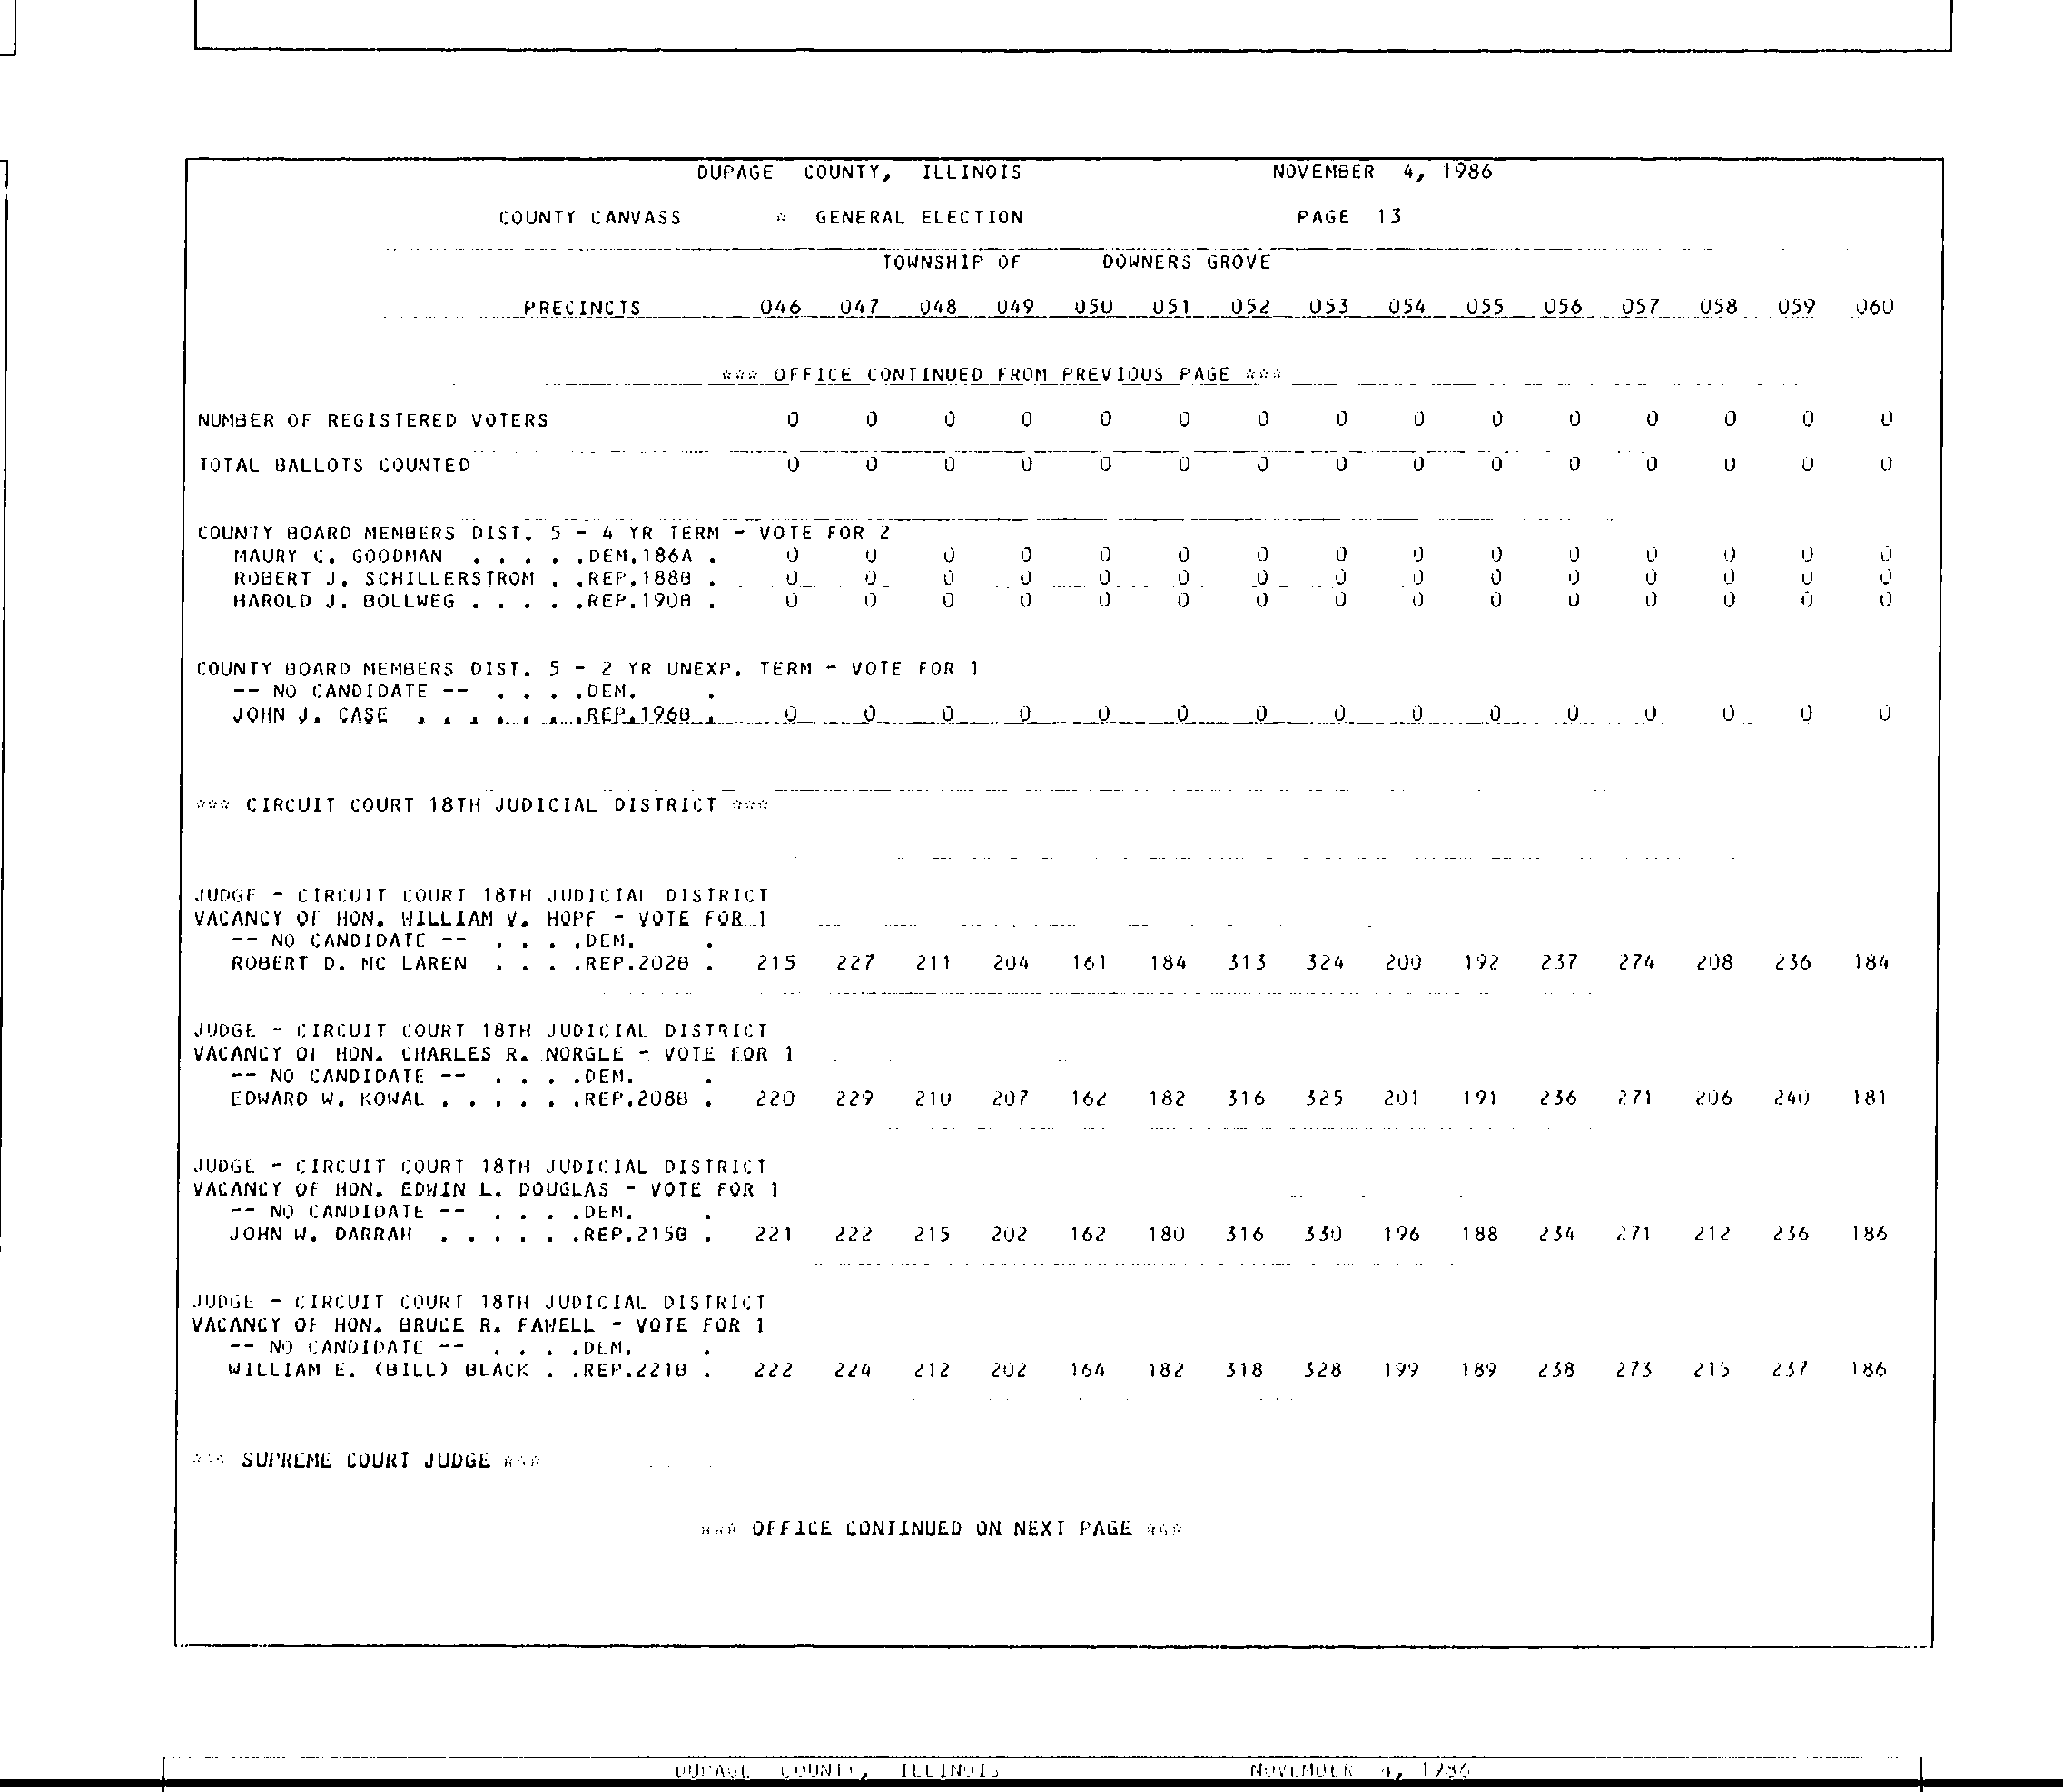 DUPAGE COUNTY, ILLINOIS NOVEMBER 4, 1986
COUNTY CANVASS * GENERAL ELECTION PAGE 13
TOWNSHIP OF DOWNERS GROVE
PRECINCTS 046 047 048 049 050 051 052 053 054 055 056 057 058 059 060
*** OFFICE CONTINUED FROM PREVIOUS PAGE ***
NUMBER OF REGISTERED VOTERS 0 0 0 0 0 0 0 0 0 0 0 0 0 0 0
TOTAL BALLOTS COUNTED 0 0 0 0 0 0 0 0 0 0 0 0 0 0 0
COUNTY BOARD MEMBERS DIST. 5 - 4 YR TERM - VOTE FOR 2
MAURY C. GOODMAN . . . . .DEM.186A . 0 0 0 0 0 0 0 0 0 0 0 0 0 0 0
ROBERT J. SCHILLERSTROM . .REP.188B . 0 0 0 0 0 0 0 0 0 0 0 0 0 0 0
HAROLD J. BOLLWEG . . . . .REP.190B . 0 0 0 0 0 0 0 0 0 0 0 0 0 0 0
COUNTY BOARD MEMBERS DIST. 5 - 2 YR UNEXP. TERM - VOTE FOR 1
-- NO CANDIDATE -- . . . .DEM. .
JOHN J. CASE . . . . . . .REP.196B . 0 0 0 0 0 0 0 0 0 0 0 0 0 0 0
*** CIRCUIT COURT 18TH JUDICIAL DISTRICT ***
JUDGE - CIRCUIT COURT 18TH JUDICIAL DISTRICT
VACANCY OF HON. WILLIAM V. HOPF - VOTE FOR 1
-- NO CANDIDATE -- . . . .DEM. .
ROBERT D. MC LAREN . . . .REP.202B . 215 227 211 204 161 184 313 324 200 192 237 274 208 236 184
JUDGE - CIRCUIT COURT 18TH JUDICIAL DISTRICT
VACANCY OF HON. CHARLES R. NORGLE - VOTE FOR 1
-- NO CANDIDATE -- . . . .DEM. .
EDWARD W. KOWAL . . . . . .REP.208B . 220 229 210 207 162 182 316 325 201 191 236 271 206 240 181
JUDGE - CIRCUIT COURT 18TH JUDICIAL DISTRICT
VACANCY OF HON. EDWIN L. DOUGLAS - VOTE FOR 1
-- NO CANDIDATE -- . . . .DEM. .
JOHN W. DARRAH . . . . . .REP.215B . 221 222 215 202 162 180 316 330 196 188 234 271 212 236 186
JUDGE - CIRCUIT COURT 18TH JUDICIAL DISTRICT
VACANCY OF HON. BRUCE R. FAWELL - VOTE FOR 1
-- NO CANDIDATE -- . . . .DEM. .
WILLIAM E. (BILL) BLACK . .REP.221B . 222 224 212 202 164 182 318 328 199 189 238 273 215 237 186
*** SUPREME COURT JUDGE ***
*** OFFICE CONTINUED ON NEXT PAGE ***
DUPAGE COUNTY, ILLINOIS NOVEMBER 4, 1986